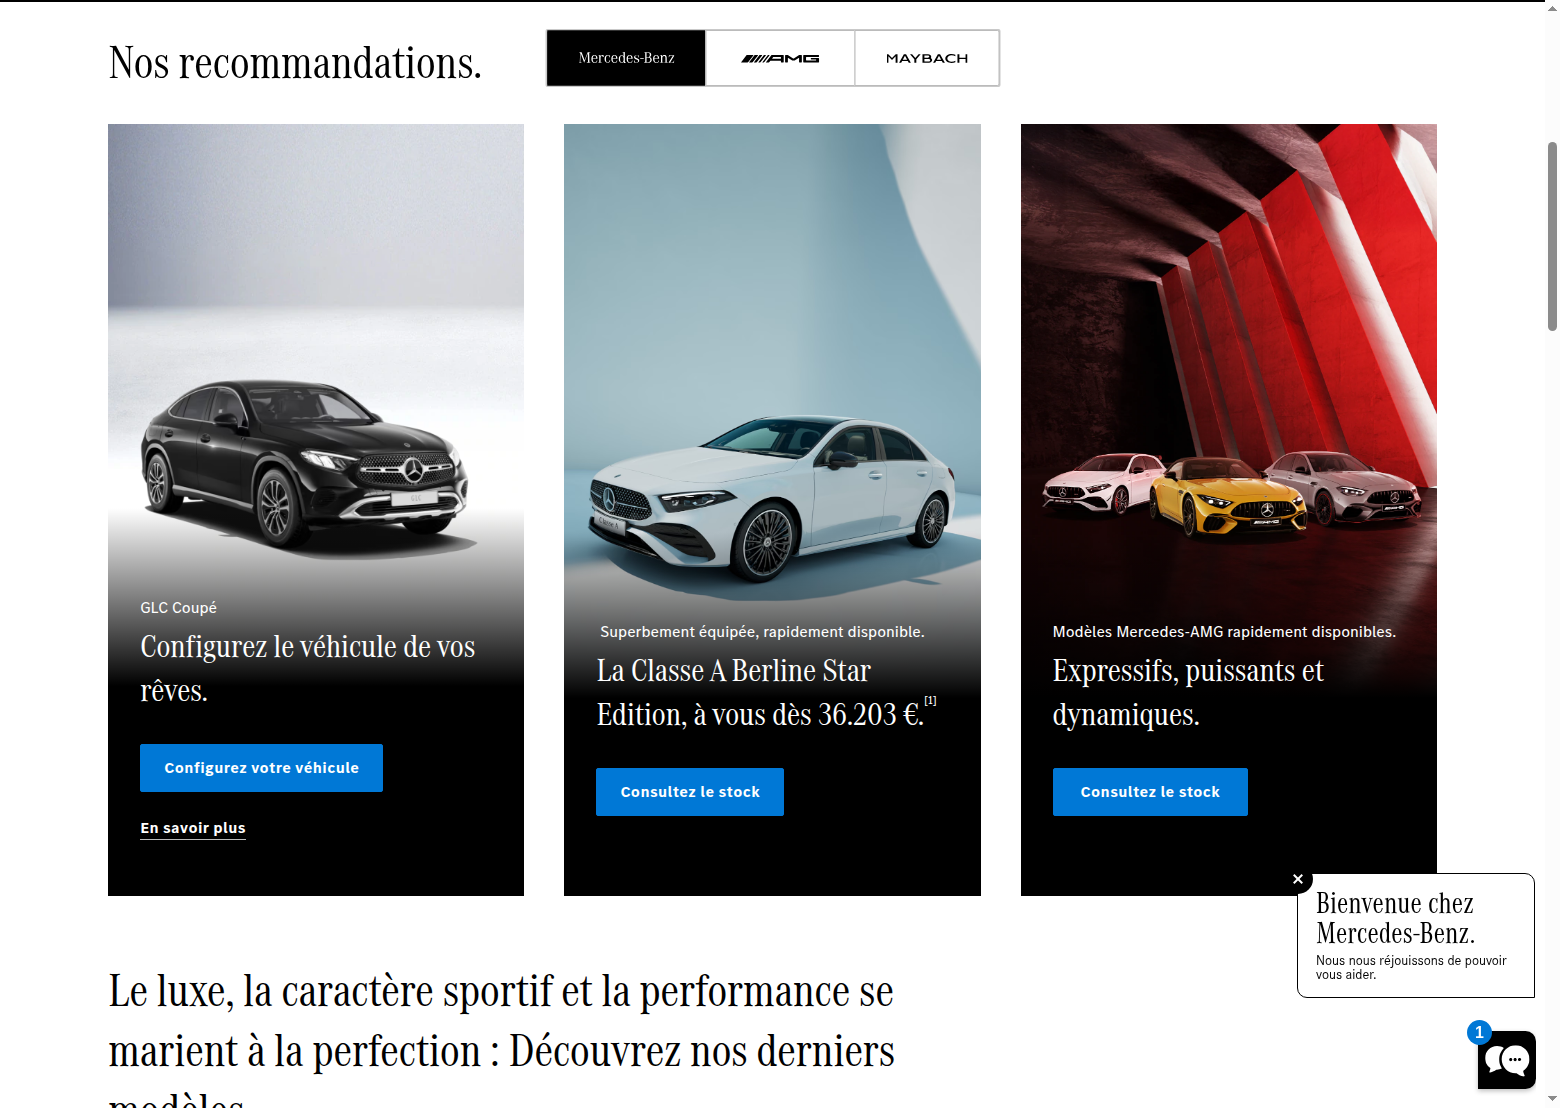 Nos recommandations.
Mercedes-Benz
AMG
MAYBACH
GLC
GLC Coupé
Configurez le véhicule de vos
rêves.
Configurez votre véhicule
En savoir plus
Classe A
Superbement équipée, rapidement disponible.
La Classe A Berline Star
Edition, à vous dès 36.203 €.[1]
Consultez le stock
AMG
Modèles Mercedes-AMG rapidement disponibles.
Expressifs, puissants et
dynamiques.
Consultez le stock
Bienvenue chez
Mercedes-Benz.
Nous nous réjouissons de pouvoir
vous aider.
1
Le luxe, la caractère sportif et la performance se
marient à la perfection : Découvrez nos derniers
modèles